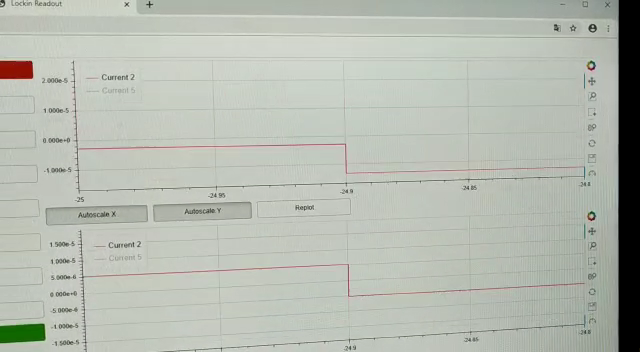 Lockin Readout
Current 2
Current 5
2.000e-5
1.000e-5
0.000e+0
-1.000e-5
-25
-24.95
-24.9
-24.85
-24.8
Autoscale X
Autoscale Y
Replot
Current 2
Current 5
1.500e-5
1.000e-5
5.000e-6
0.000e+0
-5.000e-6
-1.000e-5
-1.500e-5
-24.9
-24.85
-24.8